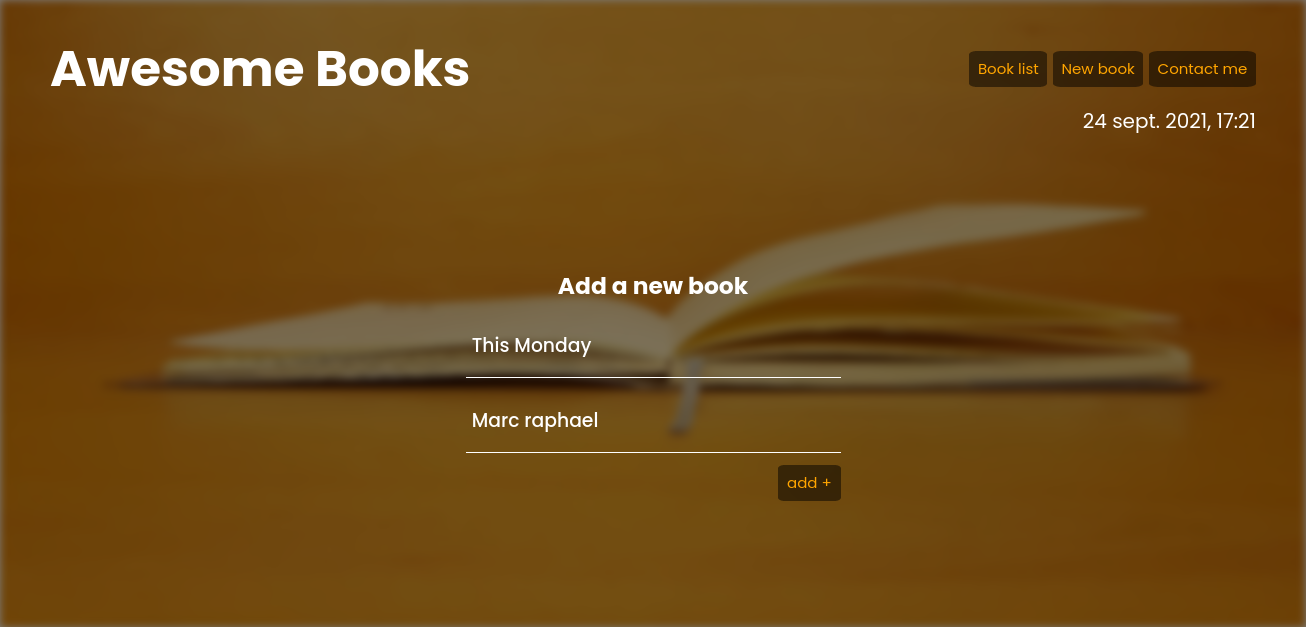 Awesome Books
Book list New book Contact me
24 sept. 2021, 17:21
Add a new book
This Monday
Marc raphael
add +